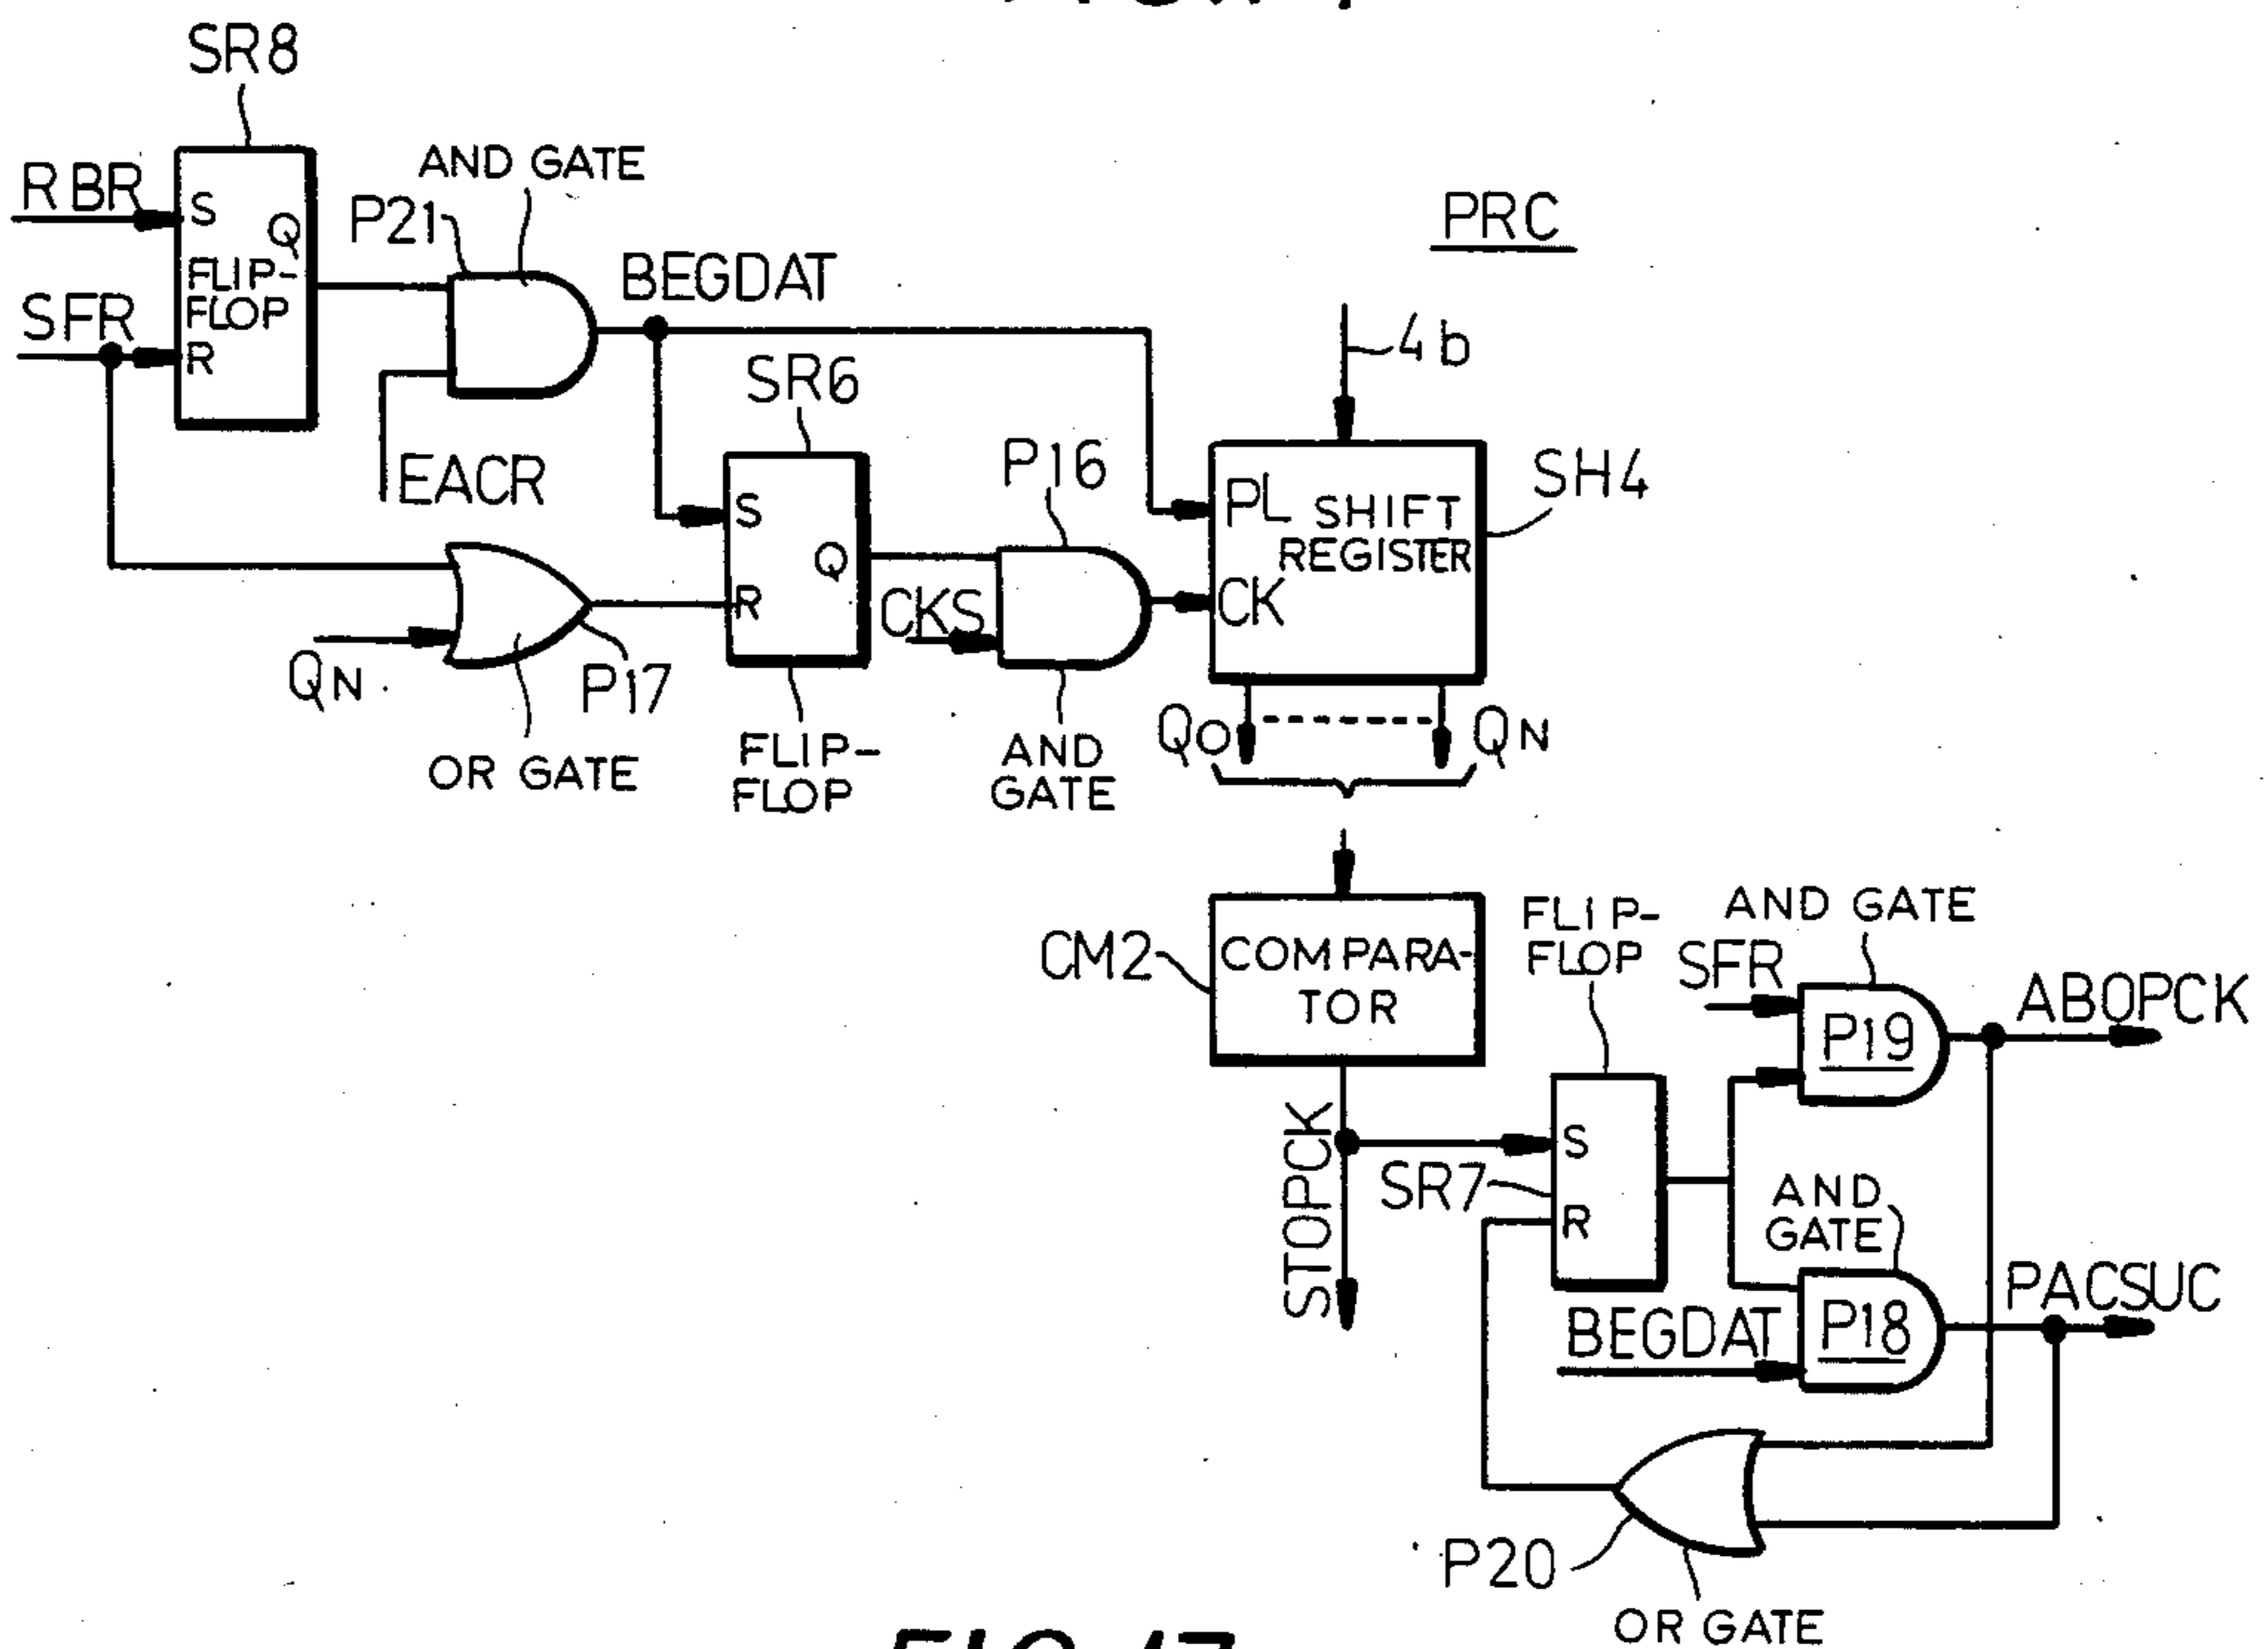 SR8
AND GATE
RBR
S
Q
P21
PRC
FLIP-
FLOP
BEGDAT
SFR
R
4b
SR6
EACR
P16
SH4
S
PL SHIFT
REGISTER
Q
R
CKS
CK
QN
P17
Q0
QN
OR GATE
FLIP-
FLOP
AND
GATE
CM2
COMPARA-
TOR
FLIP-
FLOP
AND GATE
SFR
P19
ABOPCK
STOPCK
S
SR7
R
AND
GATE
PACSUC
BEGDAT
P18
P20
OR GATE